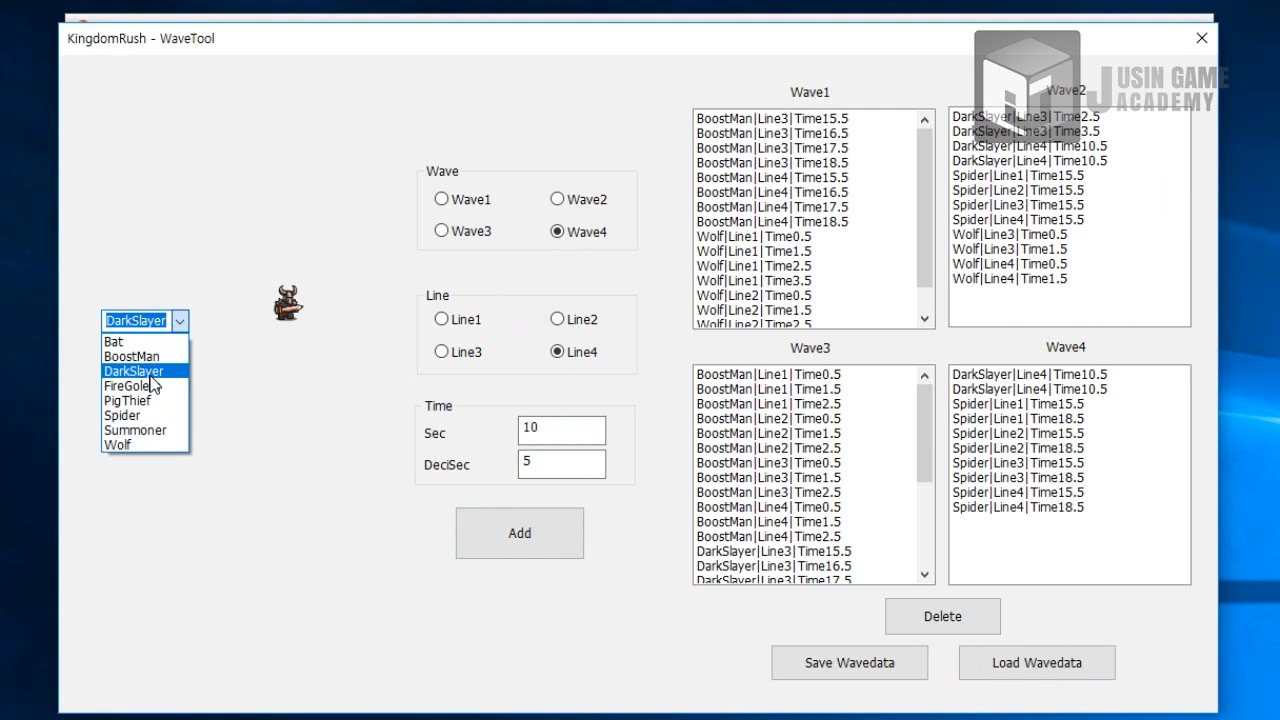 KingdomRush - WaveTool
JUSIN GAME
ACADEMY
DarkSlayer
Bat
BoostMan
DarkSlayer
FireGole
PigThief
Spider
Summoner
Wolf
Wave
Wave1
Wave2
Wave3
Wave4
Line
Line1
Line2
Line3
Line4
Time
Sec
10
DeciSec
5
Add
Wave1
BoostMan|Line3|Time15.5
BoostMan|Line3|Time16.5
BoostMan|Line3|Time17.5
BoostMan|Line3|Time18.5
BoostMan|Line4|Time15.5
BoostMan|Line4|Time16.5
BoostMan|Line4|Time17.5
BoostMan|Line4|Time18.5
Wolf|Line1|Time0.5
Wolf|Line1|Time1.5
Wolf|Line1|Time2.5
Wolf|Line1|Time3.5
Wolf|Line2|Time0.5
Wolf|Line2|Time1.5
Wolf|Line2|Time2.5
Wave2
DarkSlayer|Line3|Time2.5
DarkSlayer|Line3|Time3.5
DarkSlayer|Line4|Time10.5
DarkSlayer|Line4|Time10.5
Spider|Line1|Time15.5
Spider|Line2|Time15.5
Spider|Line3|Time15.5
Spider|Line4|Time15.5
Wolf|Line3|Time0.5
Wolf|Line3|Time1.5
Wolf|Line4|Time0.5
Wolf|Line4|Time1.5
Wave3
BoostMan|Line1|Time0.5
BoostMan|Line1|Time1.5
BoostMan|Line1|Time2.5
BoostMan|Line2|Time0.5
BoostMan|Line2|Time1.5
BoostMan|Line2|Time2.5
BoostMan|Line3|Time0.5
BoostMan|Line3|Time1.5
BoostMan|Line3|Time2.5
BoostMan|Line4|Time0.5
BoostMan|Line4|Time1.5
BoostMan|Line4|Time2.5
DarkSlayer|Line3|Time15.5
DarkSlayer|Line3|Time16.5
DarkSlayer|Line3|Time17.5
Wave4
DarkSlayer|Line4|Time10.5
DarkSlayer|Line4|Time10.5
Spider|Line1|Time15.5
Spider|Line1|Time18.5
Spider|Line2|Time15.5
Spider|Line2|Time18.5
Spider|Line3|Time15.5
Spider|Line3|Time18.5
Spider|Line4|Time15.5
Spider|Line4|Time18.5
Delete
Save Wavedata
Load Wavedata